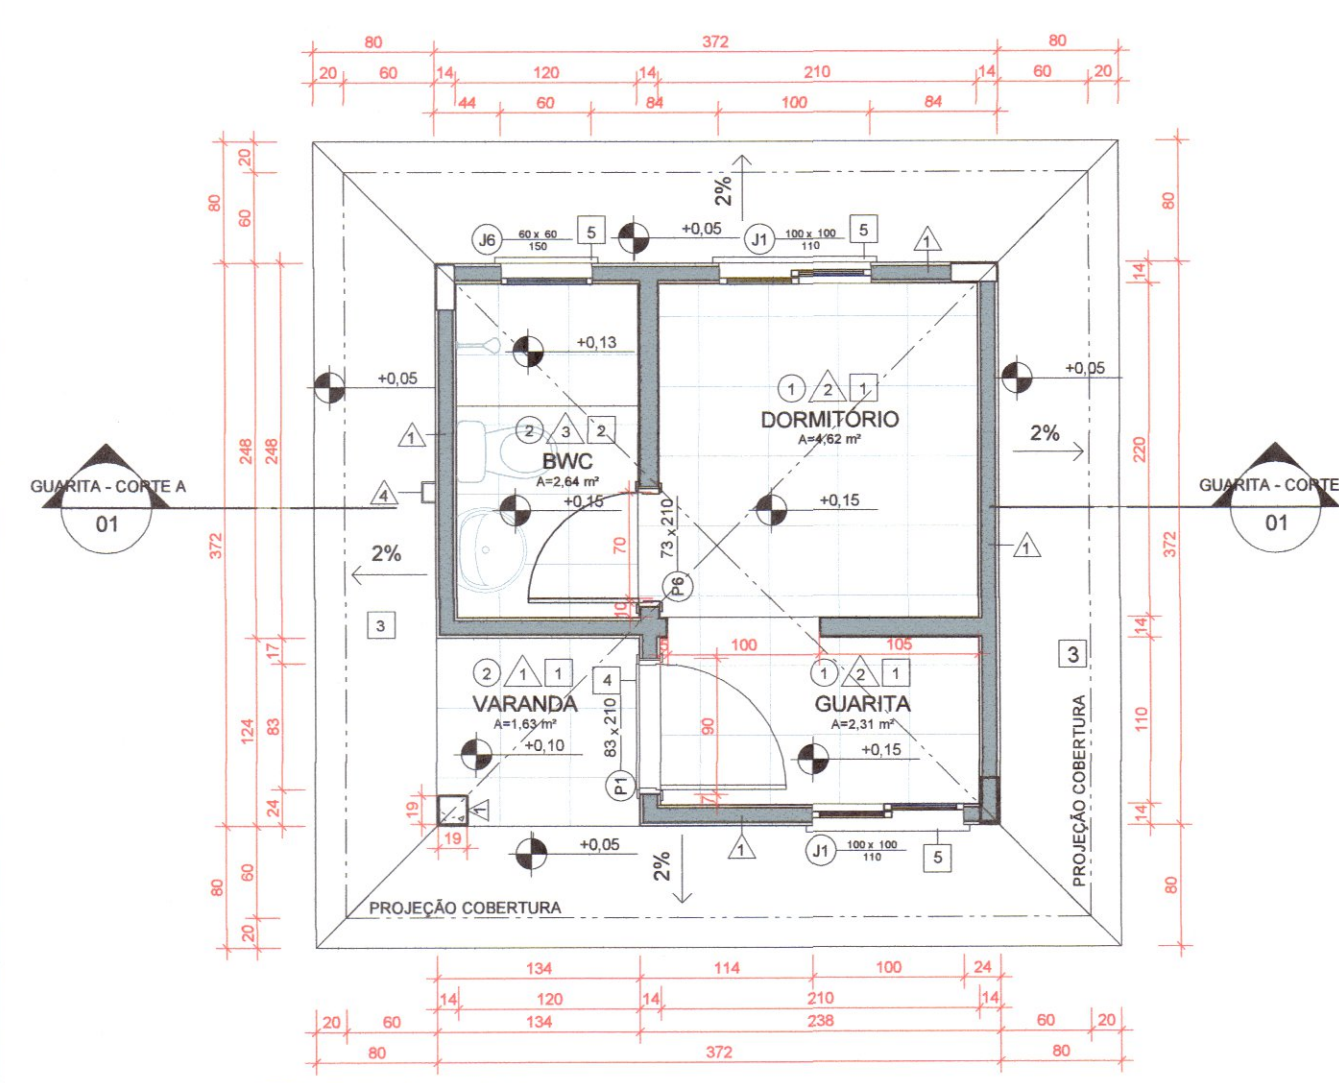 80 372 80
20 60 14 120 14 210 14 60 20
44 60 84 100 84
20
80
60
80
2%
+0,05
J6 60 x 60
150
5
J1 100 x 100
110
5
1
14
14
+0,13
+0,05
+0,05
1 2 1
DORMITÓRIO
A=4,62 m²
2%
1
2 3 2
BWC
A=2,64 m²
248 248
220
GUARITA - CORTE A
01
4
+0,15
+0,15
GUARITA - CORTE
01
372
372
73 x 210
70
P6
1
2%
10
3
3
14
17
100 105
2 1 1
VARANDA
A=1,63 m²
4
1 2 1
GUARITA
A=2,31 m²
83 x 210
90
124
83
110
+0,10
+0,15
P1
7
24
19
1
14
19
+0,05
1
J1 100 x 100
110
5
2%
80
60
80
20
PROJEÇÃO COBERTURA
PROJEÇÃO COBERTURA
134 114 100 24
14 120 14 210 14
20 60 134 238 60 20
80 372 80